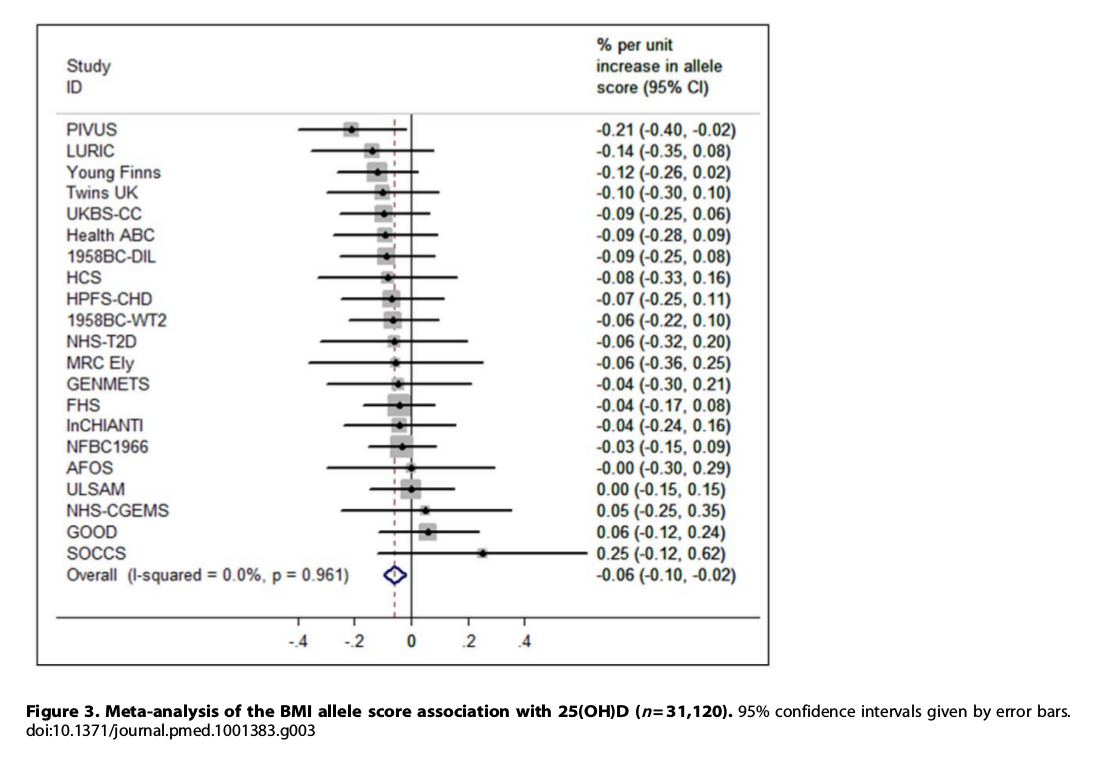 Study
ID
% per unit
increase in allele
score (95% CI)
PIVUS -0.21 (-0.40, -0.02)
LURIC -0.14 (-0.35, 0.08)
Young Finns -0.12 (-0.26, 0.02)
Twins UK -0.10 (-0.30, 0.10)
UKBS-CC -0.09 (-0.25, 0.06)
Health ABC -0.09 (-0.28, 0.09)
1958BC-DIL -0.09 (-0.25, 0.08)
HCS -0.08 (-0.33, 0.16)
HPFS-CHD -0.07 (-0.25, 0.11)
1958BC-WT2 -0.06 (-0.22, 0.10)
NHS-T2D -0.06 (-0.32, 0.20)
MRC Ely -0.06 (-0.36, 0.25)
GENMETS -0.04 (-0.30, 0.21)
FHS -0.04 (-0.17, 0.08)
InCHIANTI -0.04 (-0.24, 0.16)
NFBC1966 -0.03 (-0.15, 0.09)
AFOS -0.00 (-0.30, 0.29)
ULSAM 0.00 (-0.15, 0.15)
NHS-CGEMS 0.05 (-0.25, 0.35)
GOOD 0.06 (-0.12, 0.24)
SOCCS 0.25 (-0.12, 0.62)
Overall (I-squared = 0.0%, p = 0.961) -0.06 (-0.10, -0.02)
-.4 -.2 0 .2 .4
Figure 3. Meta-analysis of the BMI allele score association with 25(OH)D (n=31,120). 95% confidence intervals given by error bars.
doi:10.1371/journal.pmed.1001383.g003